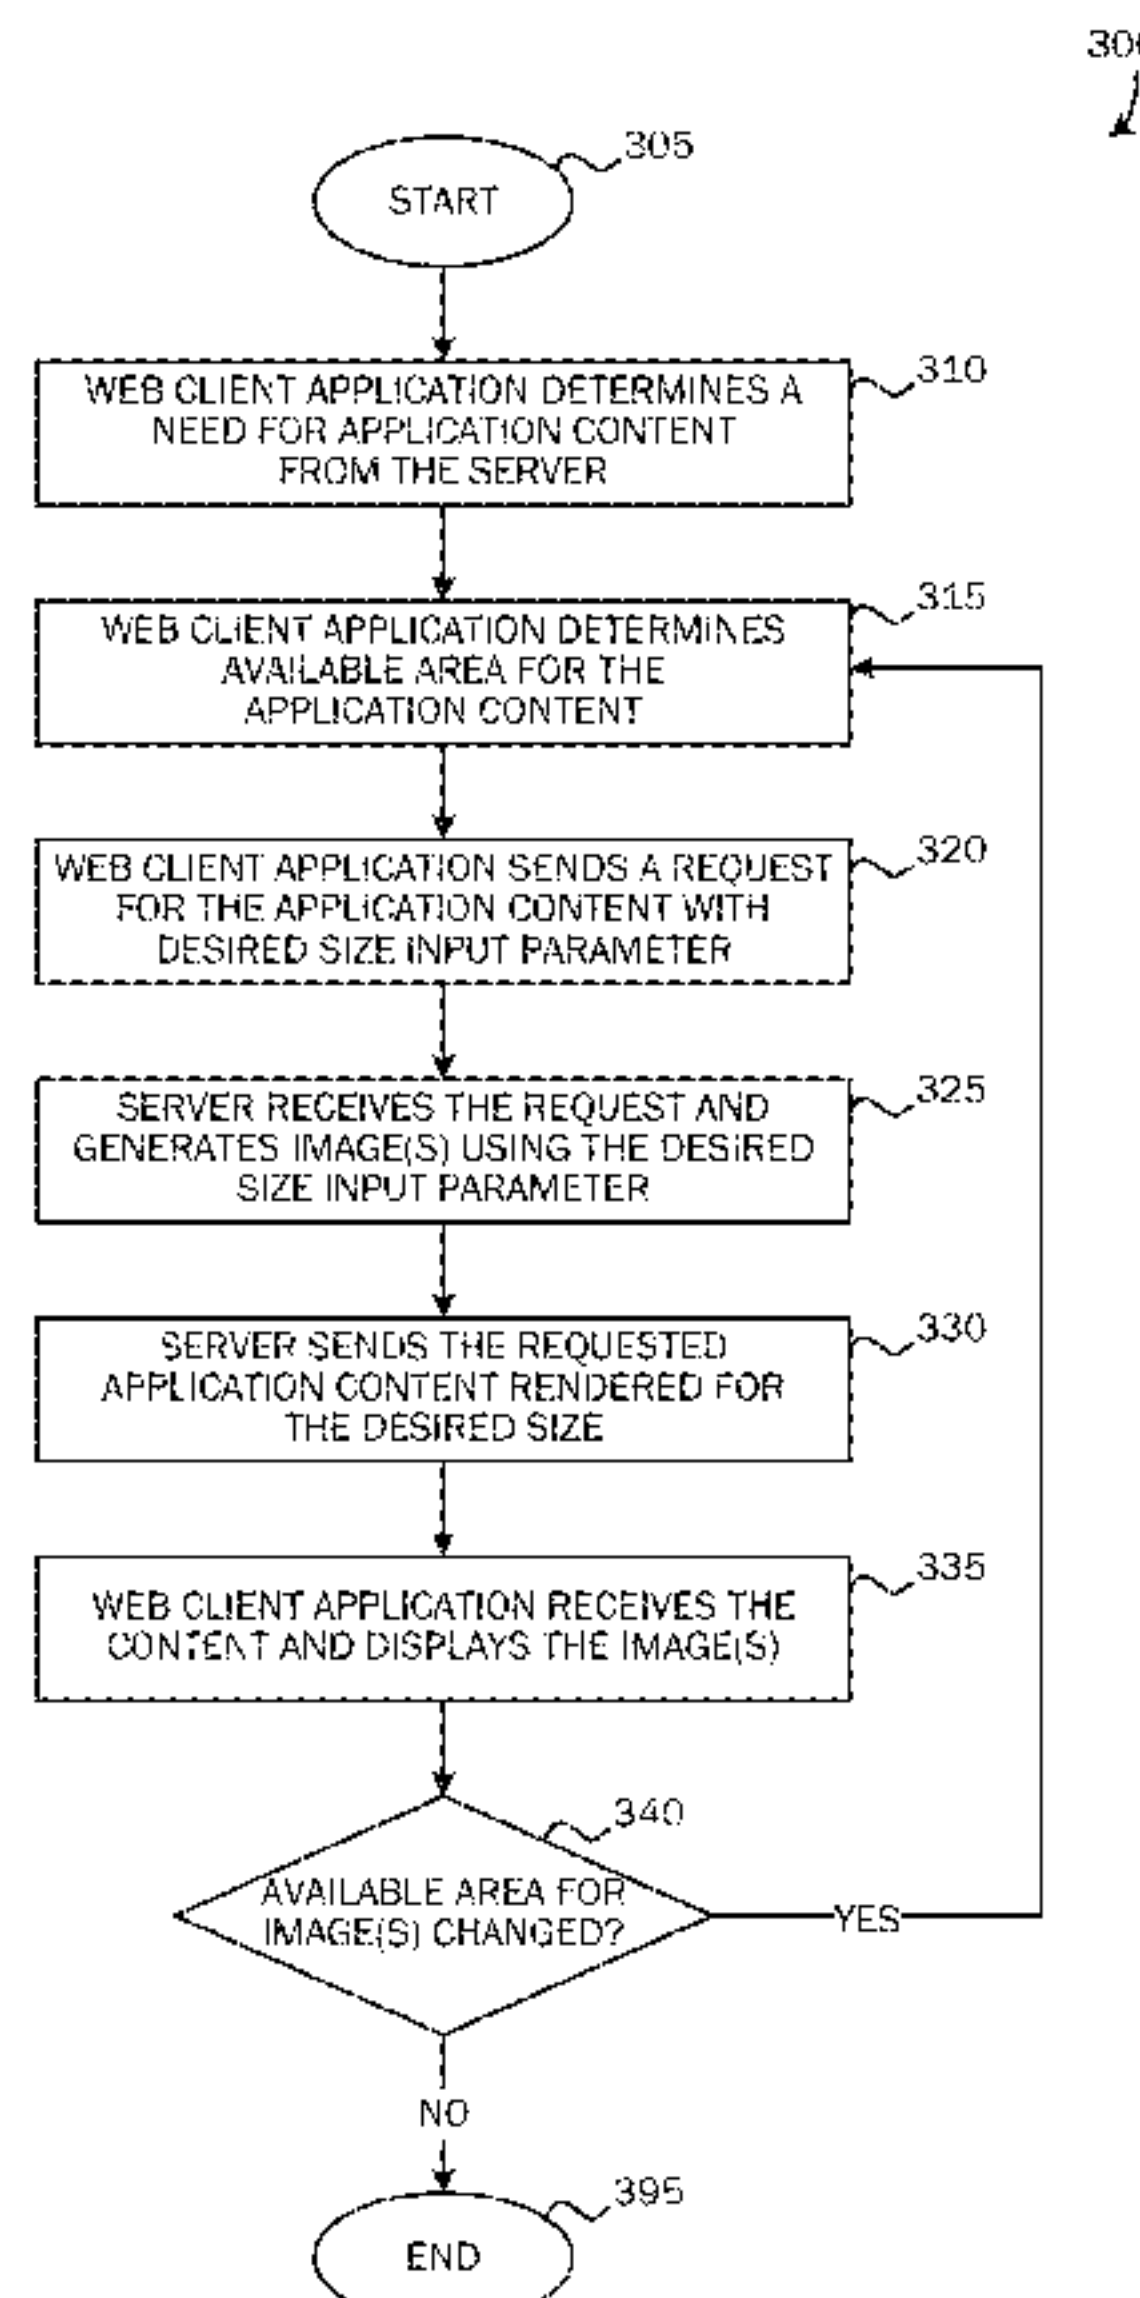 305
START
310
WEB CLIENT APPLICATION DETERMINES A
NEED FOR APPLICATION CONTENT
FROM THE SERVER
315
WEB CLIENT APPLICATION DETERMINES
AVAILABLE AREA FOR THE
APPLICATION CONTENT
320
WEB CLIENT APPLICATION SENDS A REQUEST
FOR THE APPLICATION CONTENT WITH
DESIRED SIZE INPUT PARAMETER
325
SERVER RECEIVES THE REQUEST AND
GENERATES IMAGE(S) USING THE DESIRED
SIZE INPUT PARAMETER
330
SERVER SENDS THE REQUESTED
APPLICATION CONTENT RENDERED FOR
THE DESIRED SIZE
335
WEB CLIENT APPLICATION RECEIVES THE
CONTENT AND DISPLAYS THE IMAGE(S)
340
AVAILABLE AREA FOR
IMAGE(S) CHANGED?
YES
NO
395
END